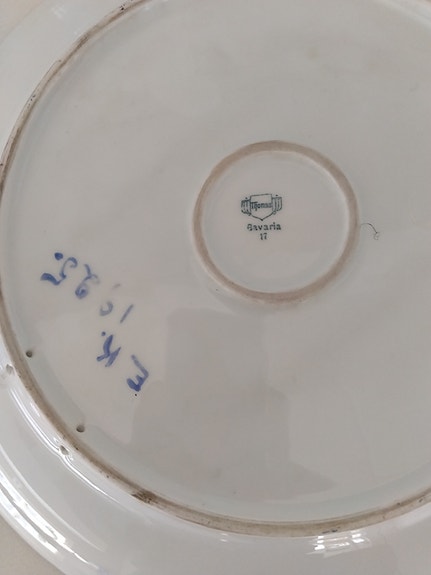 Thomas
Bavaria
17
E.K. 1925.